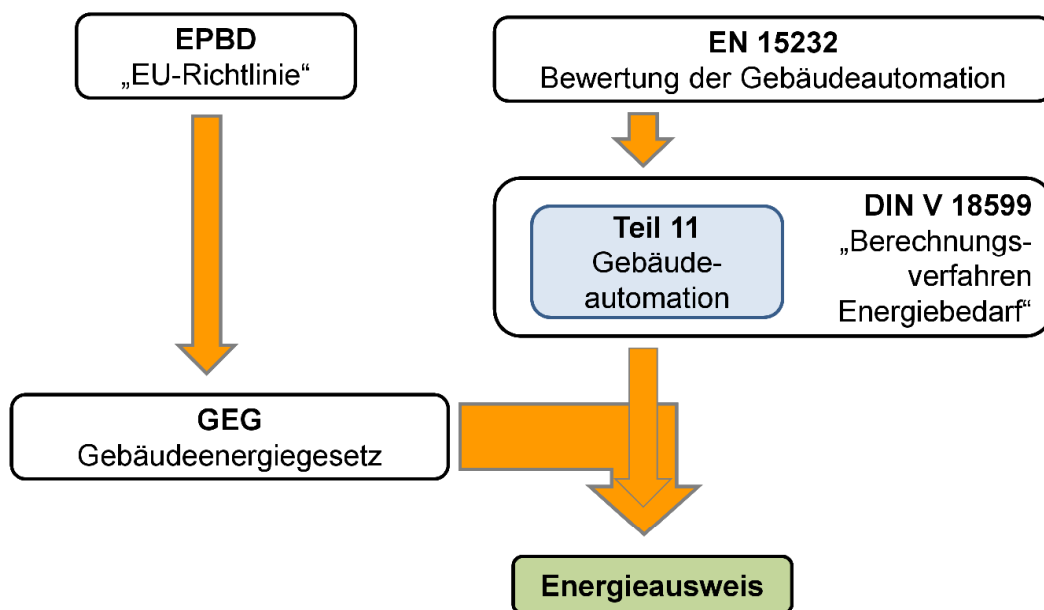 EPBD
„EU-Richtlinie“
EN 15232
Bewertung der Gebäudeautomation
Teil 11
Gebäude-
automation
DIN V 18599
„Berechnungs-
verfahren
Energiebedarf“
GEG
Gebäudeenergiegesetz
Energieausweis